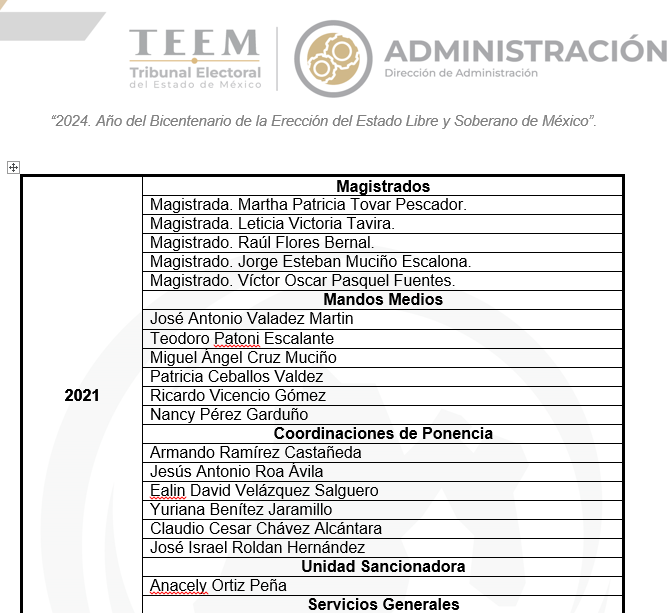 TEEM
Tribunal Electoral
del Estado de México
ADMINISTRACIÓN
Dirección de Administración
“2024. Año del Bicentenario de la Erección del Estado Libre y Soberano de México”.
2021
Magistrados
Magistrada. Martha Patricia Tovar Pescador.
Magistrada. Leticia Victoria Tavira.
Magistrado. Raúl Flores Bernal.
Magistrado. Jorge Esteban Muciño Escalona.
Magistrado. Víctor Oscar Pasquel Fuentes.
Mandos Medios
José Antonio Valadez Martin
Teodoro Patoni Escalante
Miguel Ángel Cruz Muciño
Patricia Ceballos Valdez
Ricardo Vicencio Gómez
Nancy Pérez Garduño
Coordinaciones de Ponencia
Armando Ramírez Castañeda
Jesús Antonio Roa Ávila
Ealin David Velázquez Salguero
Yuriana Benítez Jaramillo
Claudio Cesar Chávez Alcántara
José Israel Roldan Hernández
Unidad Sancionadora
Anacely Ortiz Peña
Servicios Generales